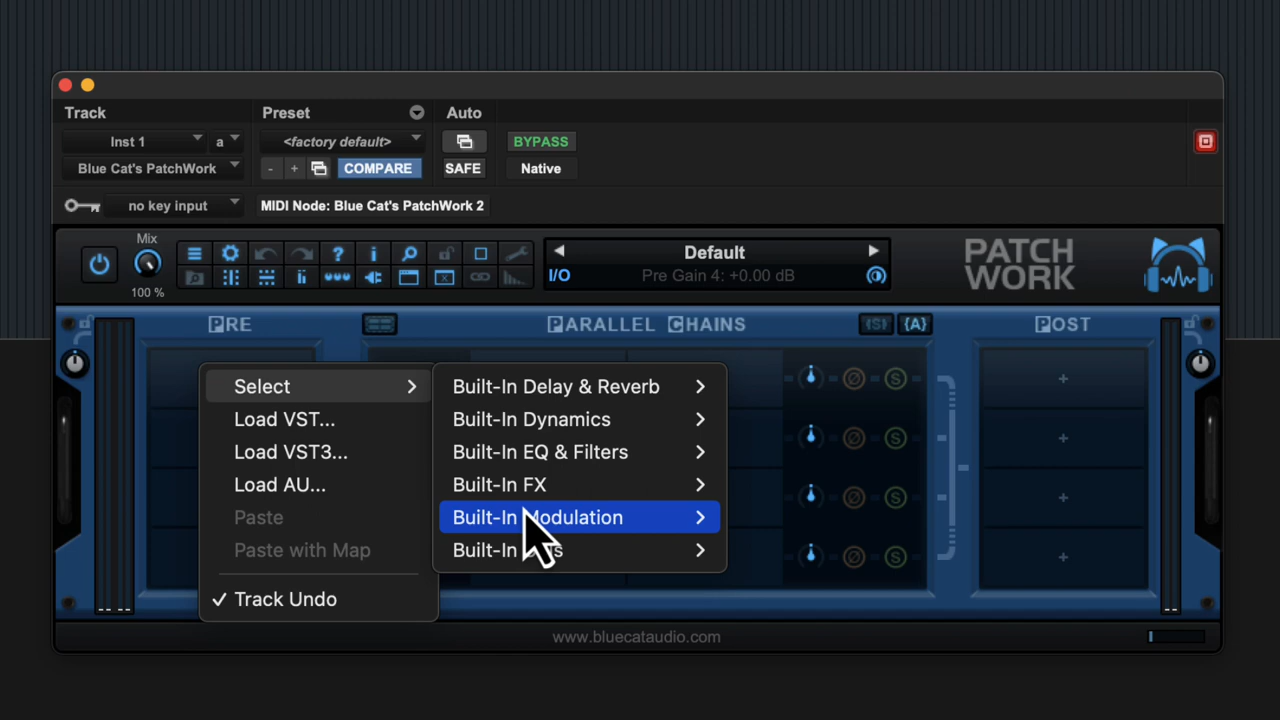 Track
Preset
Auto
Inst 1
a
<factory default>
BYPASS
Blue Cat's PatchWork
- + COMPARE
SAFE
Native
no key input
MIDI Node: Blue Cat's PatchWork 2
Mix
100 %
Default
I/O
Pre Gain 4: +0.00 dB
PATCH
WORK
PRE
PARALLEL CHAINS
{S}
{A}
POST
Select
Load VST...
Load VST3...
Load AU...
Paste
Paste with Map
✓ Track Undo
Built-In Delay & Reverb
Built-In Dynamics
Built-In EQ & Filters
Built-In FX
Built-In Modulation
Built-In
www.bluecataudio.com